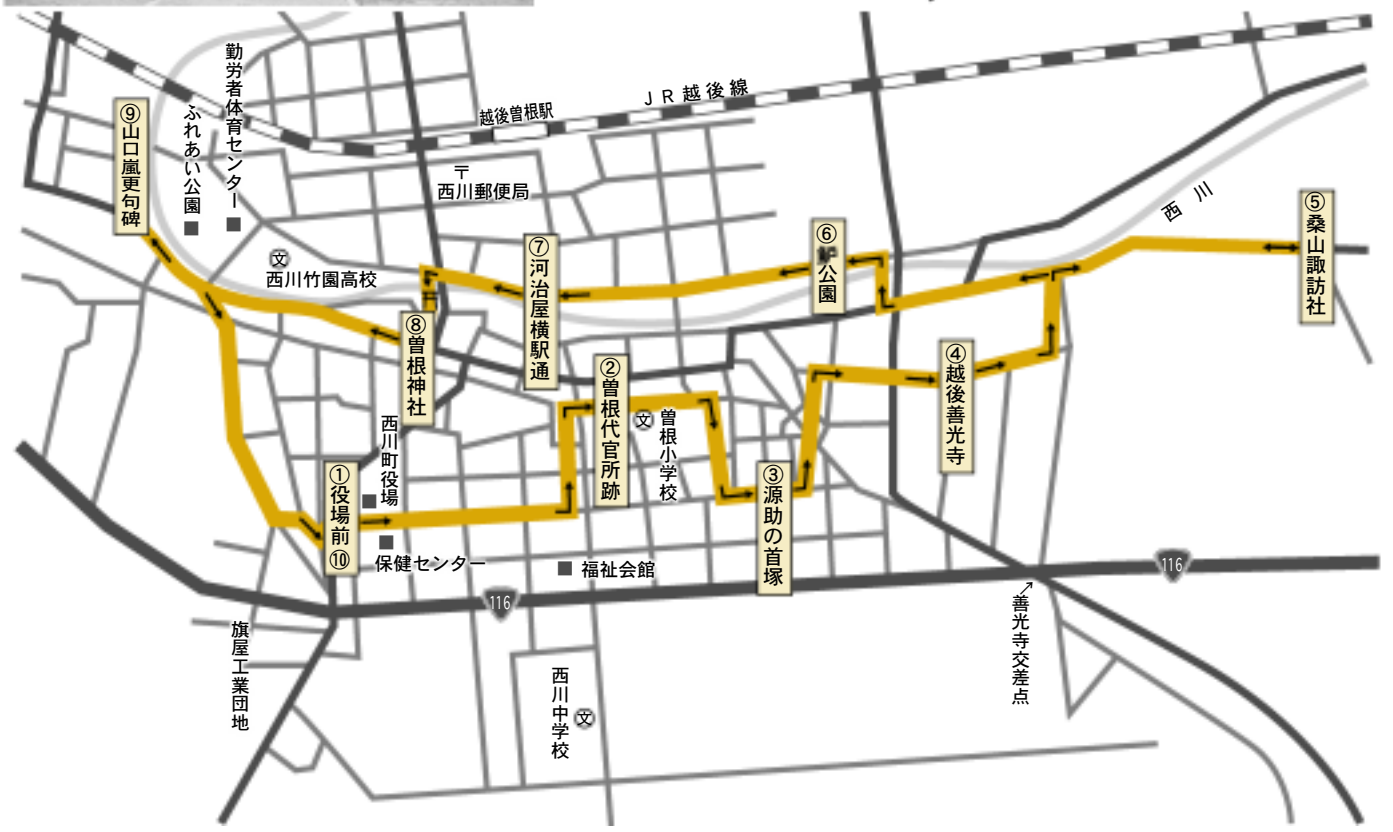 ⑨山口嵐更句碑
ふれあい公園
勤労者体育センター
越後曽根駅
JR越後線
〒
西川郵便局
文
西川竹園高校
⑦河治屋横駅通
⑥
公園
西川
⑤桑山諏訪社
⑧曽根神社
②曽根代官所跡
文
曽根小学校
④越後善光寺
西川町役場
①役場前⑩
③源助の首塚
保健センター
福祉会館
116
116
善光寺交差点
旗屋工業団地
西川中学校
文